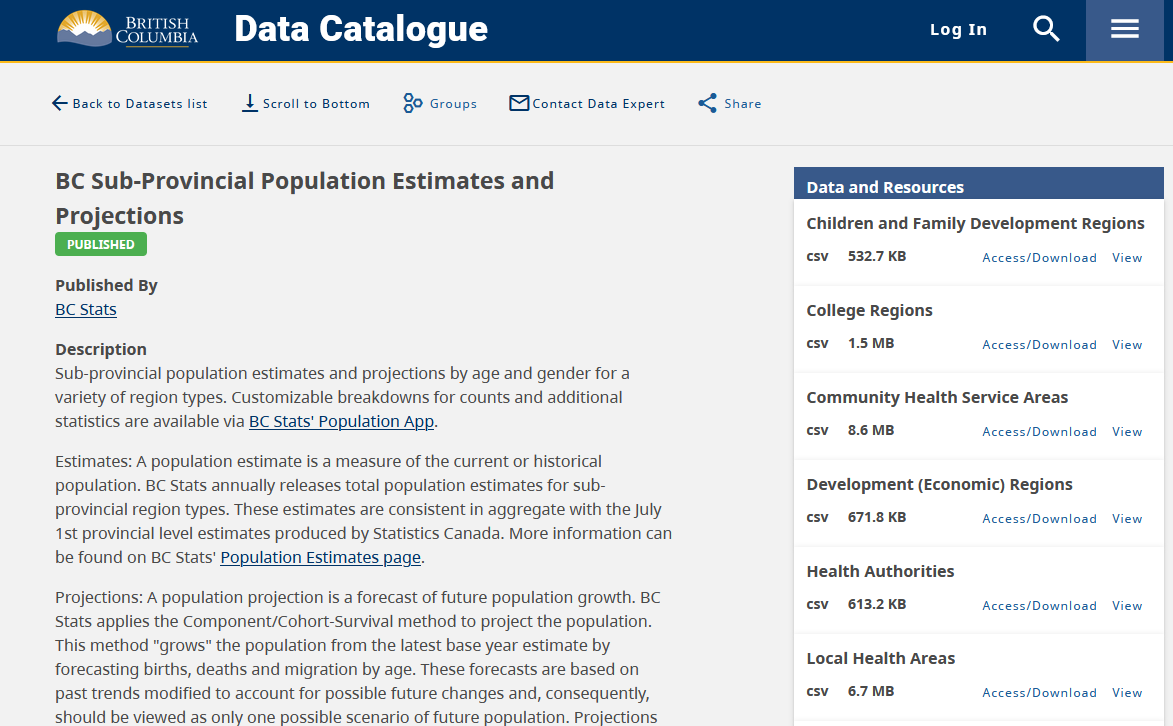 BRITISH
COLUMBIA
Data Catalogue
Log In
Back to Datasets list
Scroll to Bottom
Groups
Contact Data Expert
Share
BC Sub-Provincial Population Estimates and
Projections
PUBLISHED
Published By
BC Stats
Description
Sub-provincial population estimates and projections by age and gender for a
variety of region types. Customizable breakdowns for counts and additional
statistics are available via BC Stats' Population App.
Estimates: A population estimate is a measure of the current or historical
population. BC Stats annually releases total population estimates for sub-
provincial region types. These estimates are consistent in aggregate with the July
1st provincial level estimates produced by Statistics Canada. More information can
be found on BC Stats' Population Estimates page.
Projections: A population projection is a forecast of future population growth. BC
Stats applies the Component/Cohort-Survival method to project the population.
This method "grows" the population from the latest base year estimate by
forecasting births, deaths and migration by age. These forecasts are based on
past trends modified to account for possible future changes and, consequently,
should be viewed as only one possible scenario of future population. Projections
Data and Resources
Children and Family Development Regions
csv 532.7 KB Access/Download View
College Regions
csv 1.5 MB Access/Download View
Community Health Service Areas
csv 8.6 MB Access/Download View
Development (Economic) Regions
csv 671.8 KB Access/Download View
Health Authorities
csv 613.2 KB Access/Download View
Local Health Areas
csv 6.7 MB Access/Download View